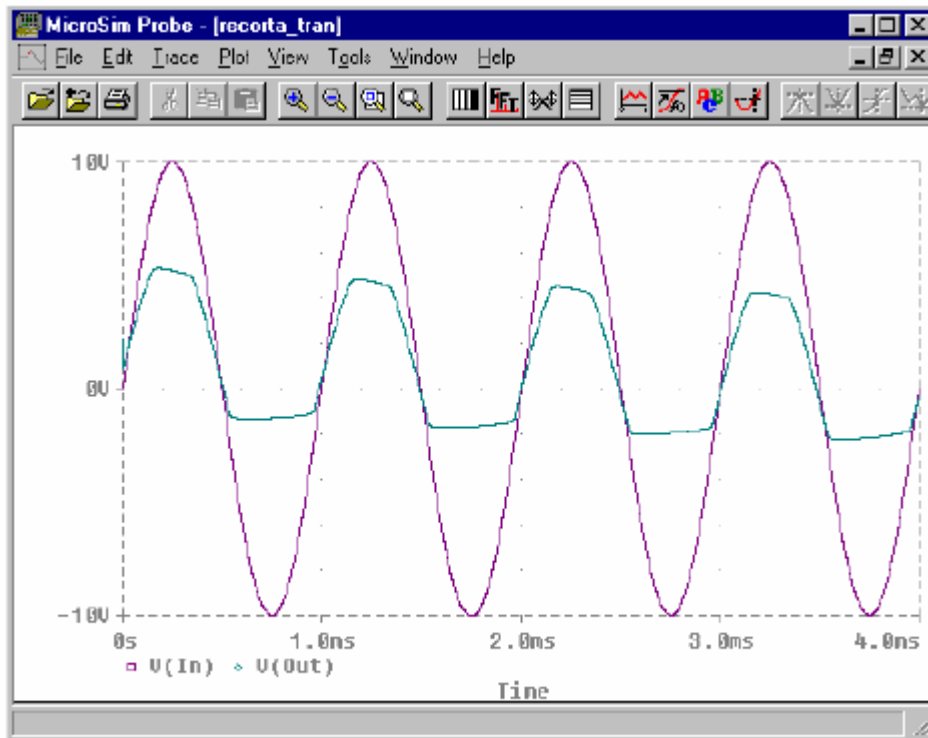 MicroSim Probe - [recorta_tran]
File Edit Trace Plot View Tools Window Help
10V
0V
-10V
0s 1.0ms 2.0ms 3.0ms 4.0ms
V(In) V(Out)
Time